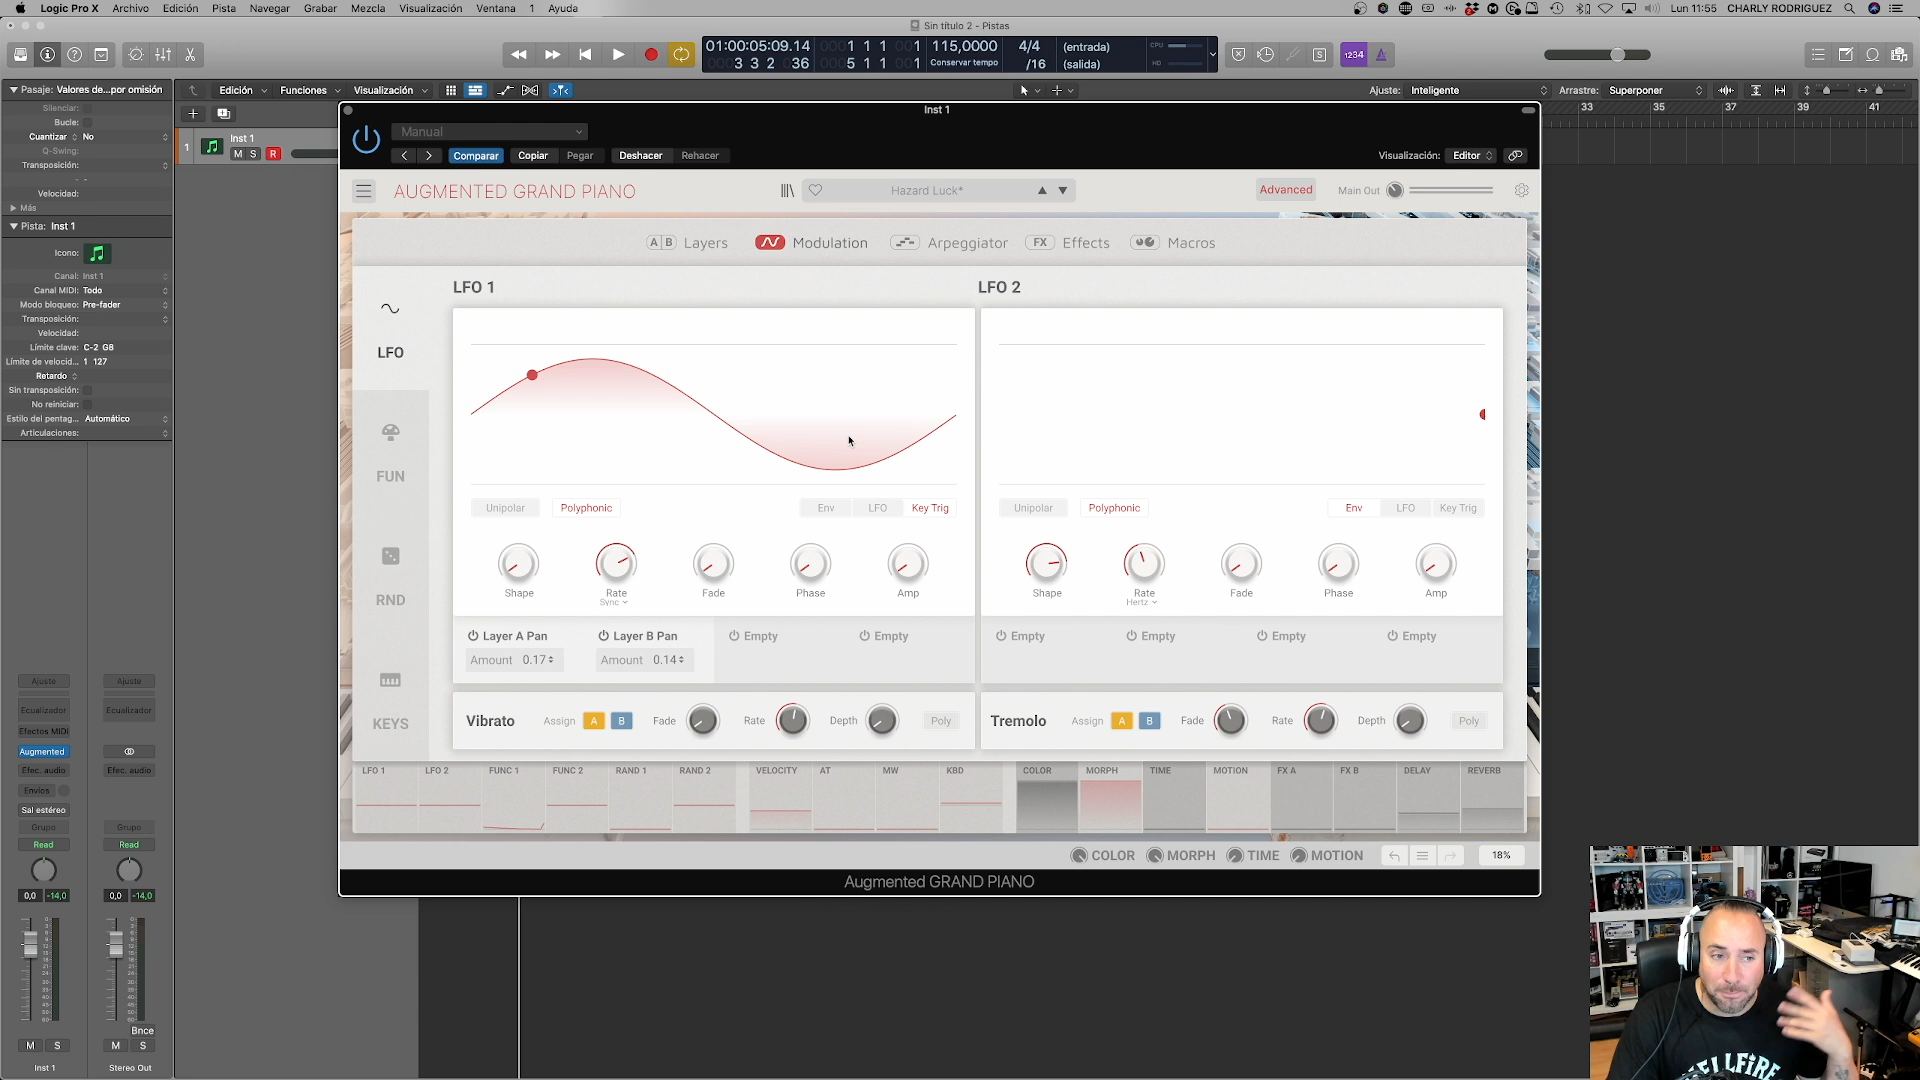 Logic Pro X Archivo Edición Pista Navegar Grabar Mezcla Visualización Ventana 1 Ayuda
Lun 11:55 CHARLY RODRIGUEZ
Sin título 2 - Pistas
01:00:05:09.14 0001 1 1 001 115,0000 4/4 (entrada) CPU
3 3 2 036 0005 1 1 001 Conservar tempo /16 (salida) HD
1234
Pasaje: Valores de...por omisión
Edición Funciones Visualización
Ajuste: Inteligente Arrastre: Superponer
33 35 37 39 41
Silenciar:
Bucle:
Cuantizar No
Q-Swing:
Transposición:
Velocidad:
Más
Pista: Inst 1
Icono:
Canal: Inst 1
Canal MIDI: Todo
Modo bloqueo: Pre-fader
Transposición:
Velocidad:
Límite clave: C-2 G8
Límite de velocid... 1 127
Retardo
Sin transposición:
No reiniciar:
Estilo del pentag... Automático
Articulaciones:
1 Inst 1
M S R
Inst 1
Manual
Comparar Copiar Pegar Deshacer Rehacer
Visualización: Editor
AUGMENTED GRAND PIANO
Hazard Luck*
Advanced Main Out
A B Layers Modulation Arpeggiator FX Effects Macros
LFO
FUN
RND
KEYS
LFO 1 LFO 2
Unipolar Polyphonic Env LFO Key Trig
Unipolar Polyphonic Env LFO Key Trig
Shape Rate Fade Phase Amp
Sync
Shape Rate Fade Phase Amp
Hertz
Layer A Pan Layer B Pan Empty Empty
Amount 0.17 Amount 0.14
Empty Empty Empty Empty
Vibrato Assign A B Fade Rate Depth Poly
Tremolo Assign A B Fade Rate Depth Poly
LFO 1 LFO 2 FUNC 1 FUNC 2 RAND 1 RAND 2 VELOCITY AT MW KBD COLOR MORPH TIME MOTION FX A FX B DELAY REVERB
COLOR MORPH TIME MOTION 18%
Augmented GRAND PIANO
Ajuste Ajuste
Ecualizador Ecualizador
Efectos MIDI
Augmented
Efec. audio Efec. audio
Envíos
Sal estéreo
Grupo Grupo
Read Read
0,0 -14,0 0,0 -14,0
Bnce
M S M S
Inst 1 Stereo Out
HELLFIRE